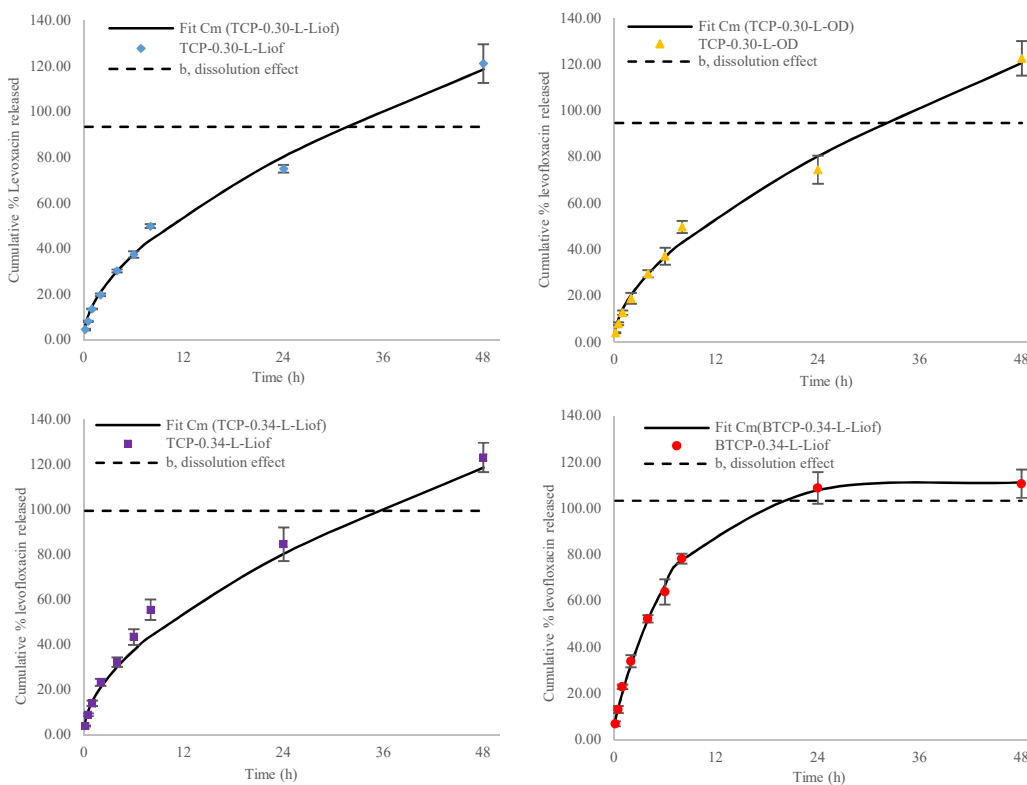 Fit Cm (TCP-0.30-L-Liof)
TCP-0.30-L-Liof
b, dissolution effect
Cumulative % Levoxacin released
140.00
120.00
100.00
80.00
60.00
40.00
20.00
0.00
0 12 24 36 48
Time (h)
Fit Cm (TCP-0.30-L-OD)
TCP-0.30-L-OD
b, dissolution effect
Cumulative % levofloxacin released
140.00
120.00
100.00
80.00
60.00
40.00
20.00
0.00
0 12 24 36 48
Time (h)
Fit Cm (TCP-0.34-L-Liof)
TCP-0.34-L-Liof
b, dissolution effect
Cumulative % levofloxacin released
140.00
120.00
100.00
80.00
60.00
40.00
20.00
0.00
0 12 24 36 48
Time (h)
Fit Cm(BTCP-0.34-L-Liof)
BTCP-0.34-L-Liof
b, dissolution effect
Cumulative % levofloxacin released
140.00
120.00
100.00
80.00
60.00
40.00
20.00
0.00
0 12 24 36 48
Time (h)